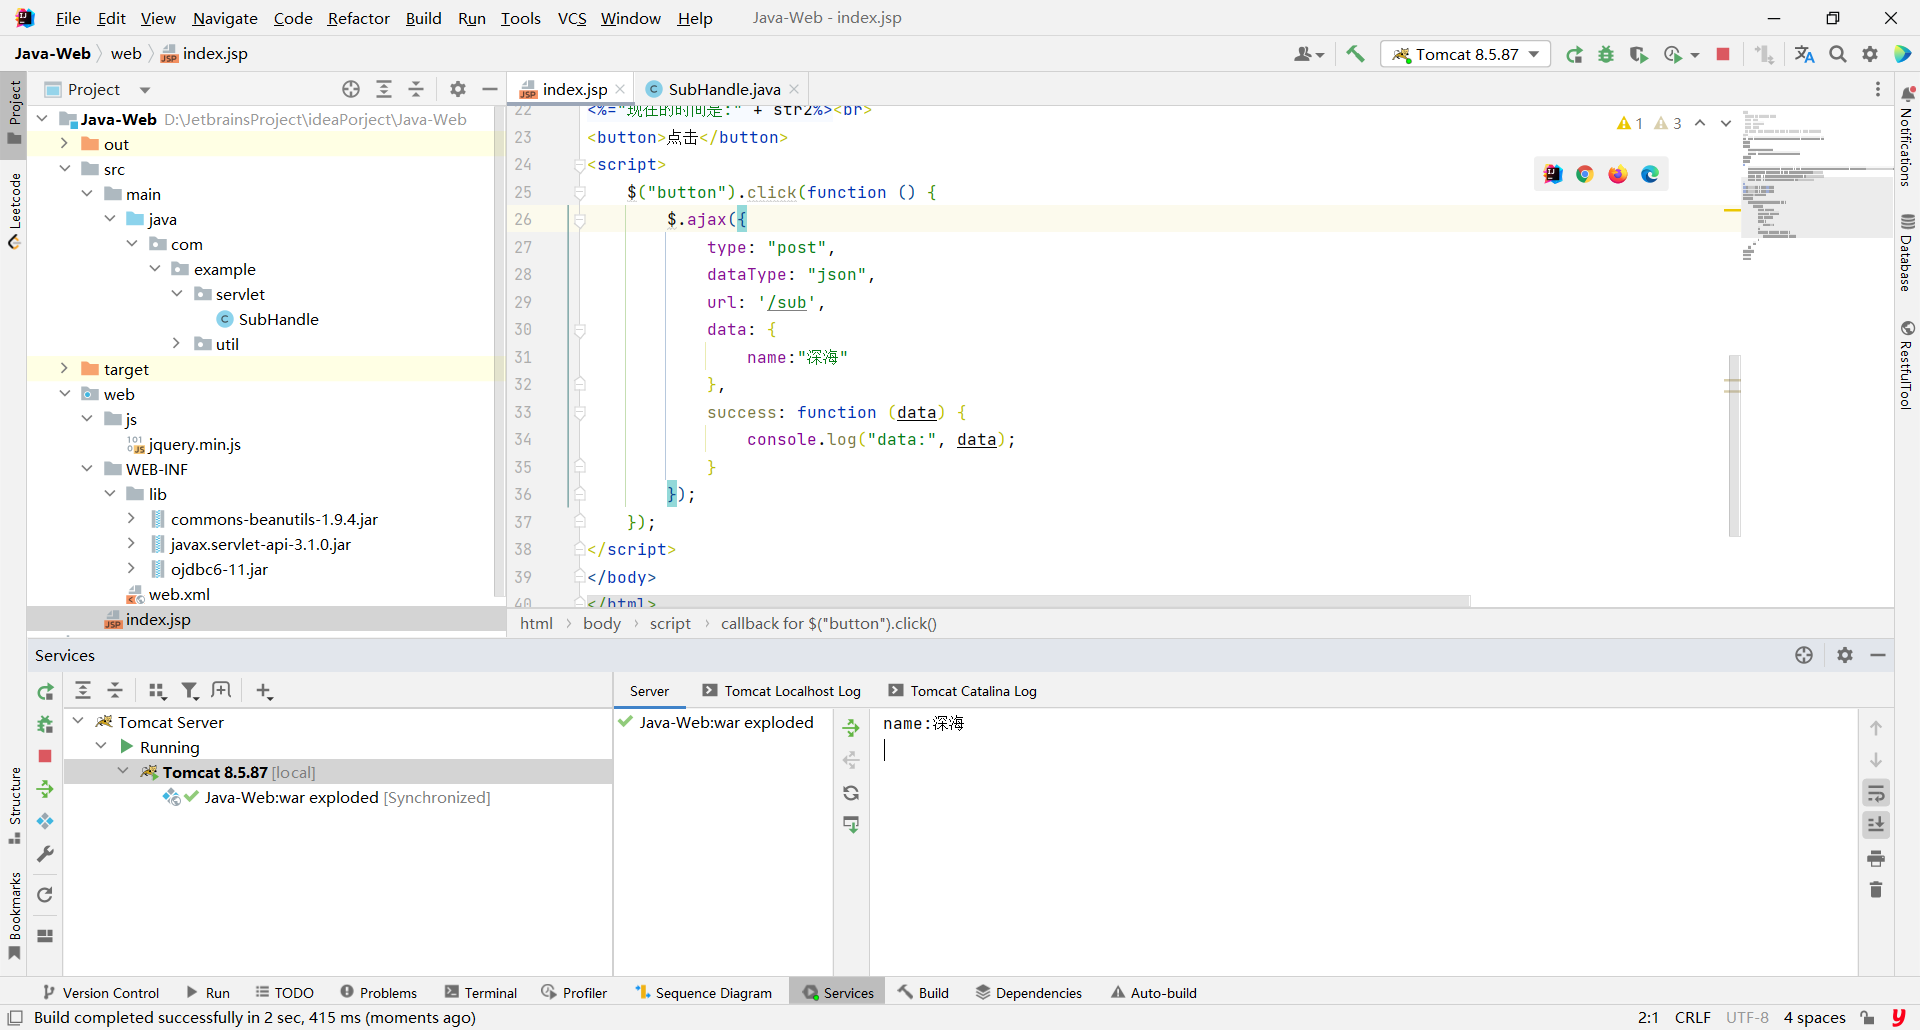 File Edit View Navigate Code Refactor Build Run Tools VCS Window Help Java-Web - index.jsp
Java-Web web index.jsp
Tomcat 8.5.87
Project
Leetcode
Structure
Bookmarks
Project
Java-Web D:\JetbrainsProject\ideaPorject\Java-Web
out
src
main
java
com
example
servlet
SubHandle
util
target
web
js
jquery.min.js
WEB-INF
lib
commons-beanutils-1.9.4.jar
javax.servlet-api-3.1.0.jar
ojdbc6-11.jar
web.xml
index.jsp
index.jsp SubHandle.java
1 3
22 <%="现在的时间是:" + str2%><br>
23 <button>点击</button>
24 <script>
25 $("button").click(function () {
26 $.ajax({
27 type: "post",
28 dataType: "json",
29 url: '/sub',
30 data: {
31 name:"深海"
32 },
33 success: function (data) {
34 console.log("data:", data);
35 }
36 });
37 });
38 </script>
39 </body>
40 </html>
html body script callback for $("button").click()
Notifications
Database
RestfulTool
Services
Tomcat Server
Running
Tomcat 8.5.87 [local]
Java-Web:war exploded [Synchronized]
Server Tomcat Localhost Log Tomcat Catalina Log
Java-Web:war exploded
name:深海
Version Control Run TODO Problems Terminal Profiler Sequence Diagram Services Build Dependencies Auto-build
Build completed successfully in 2 sec, 415 ms (moments ago)
2:1 CRLF UTF-8 4 spaces